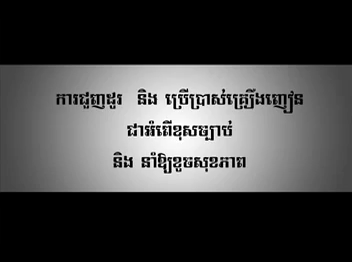 ការជួញដូរ និង ប្រើប្រាស់គ្រឿងញៀន
ជាអំពើខុសច្បាប់
និង នាំឱ្យខូចសុខភាព